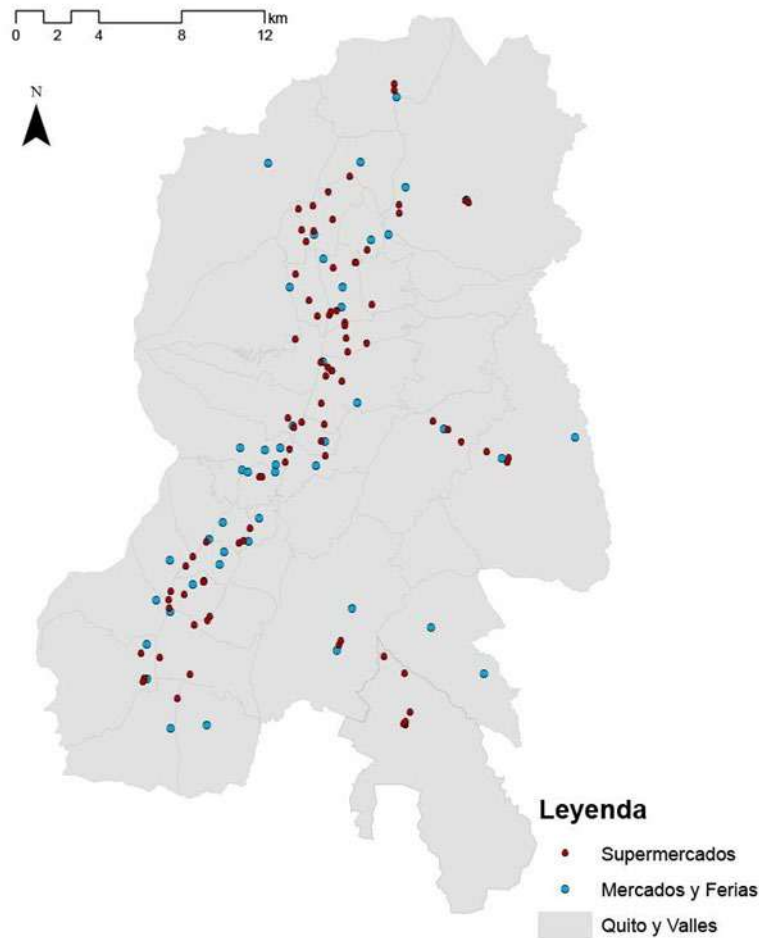 km
0 2 4 8 12
N
Leyenda
Supermercados
Mercados y Ferias
Quito y Valles